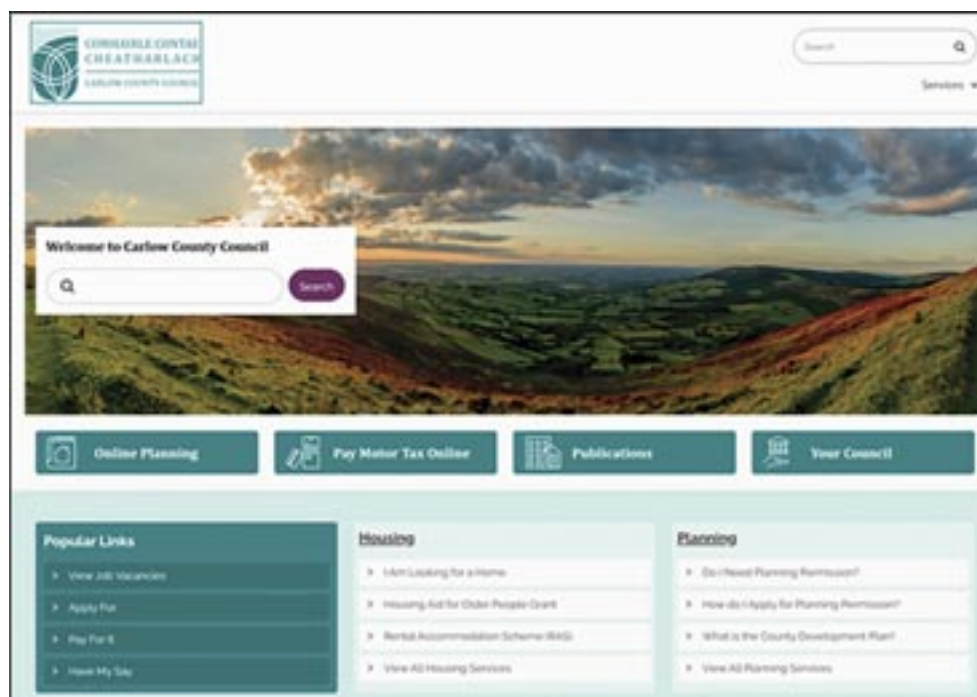 COMHAIRLE CONTAE
CHEATHARLACH
CARLOW COUNTY COUNCIL
Search
Services
Welcome to Carlow County Council
Search
Online Planning
Pay Motor Tax Online
Publications
Your Council
Popular Links
View Job Vacancies
Apply For
Pay For It
Have My Say
Housing
I Am Looking for a Home
Housing Aid for Older People Grant
Rental Accommodation Scheme (RAS)
View All Housing Services
Planning
Do I Need Planning Permission?
How do I Apply for Planning Permission?
What is the County Development Plan?
View All Planning Services